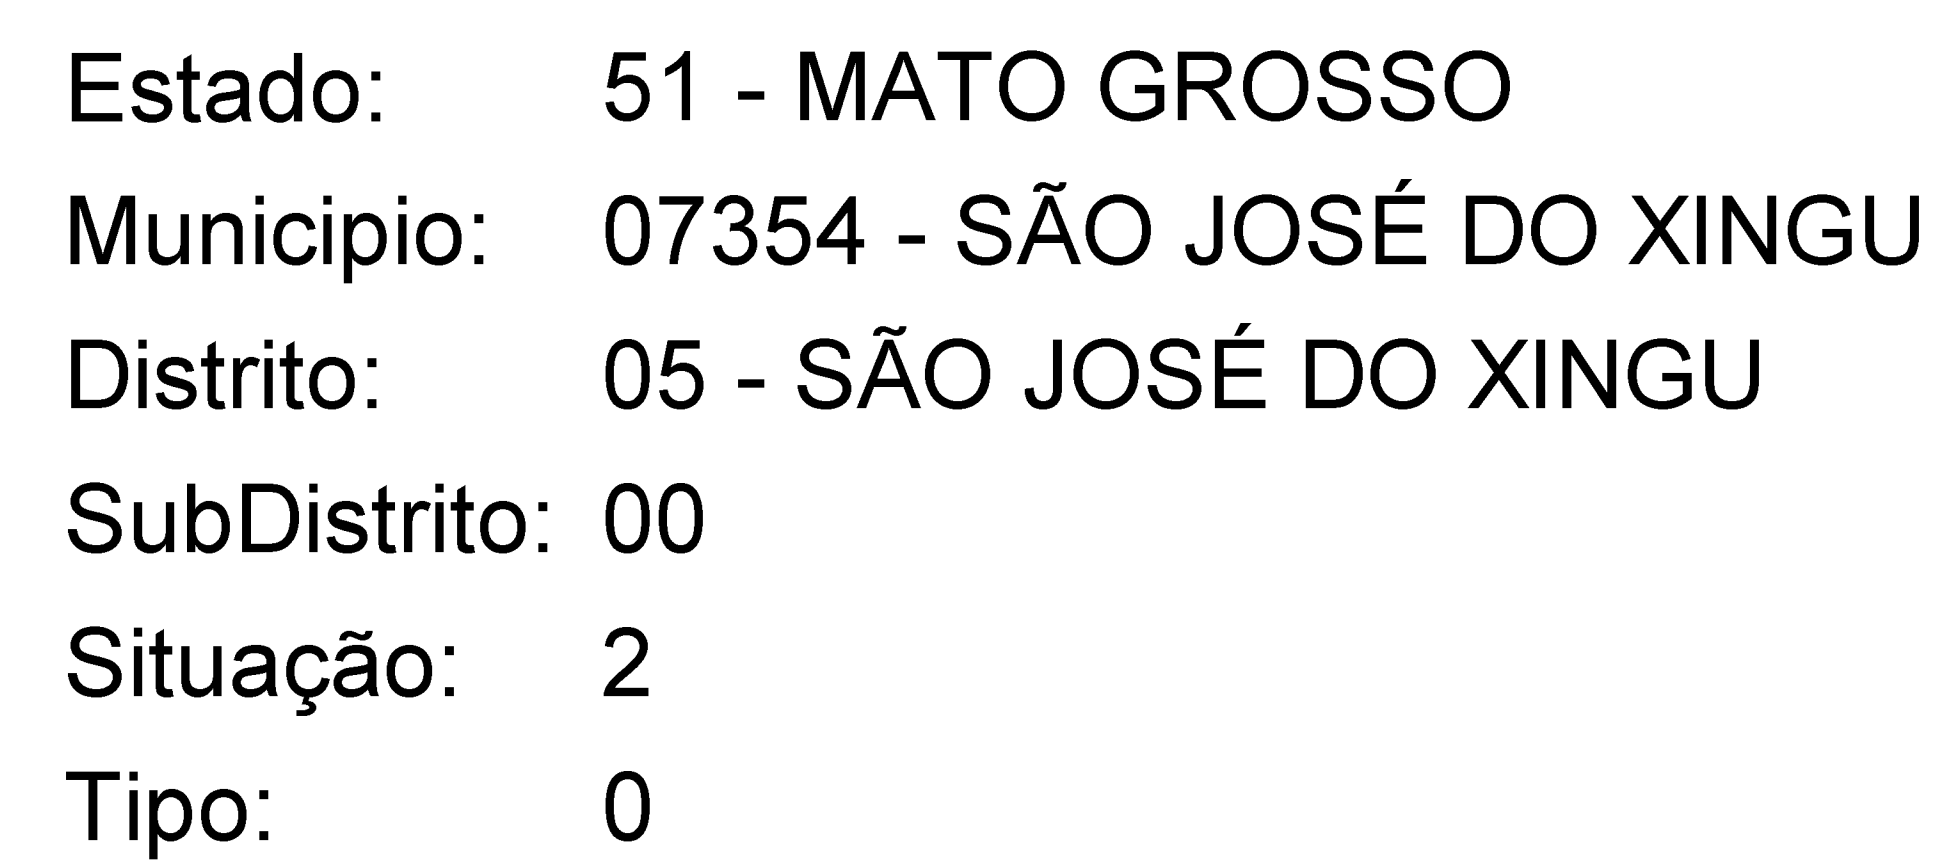 Estado: 51 - MATO GROSSO
Municipio: 07354 - SÃO JOSÉ DO XINGU
Distrito: 05 - SÃO JOSÉ DO XINGU
SubDistrito: 00
Situação: 2
Tipo: 0